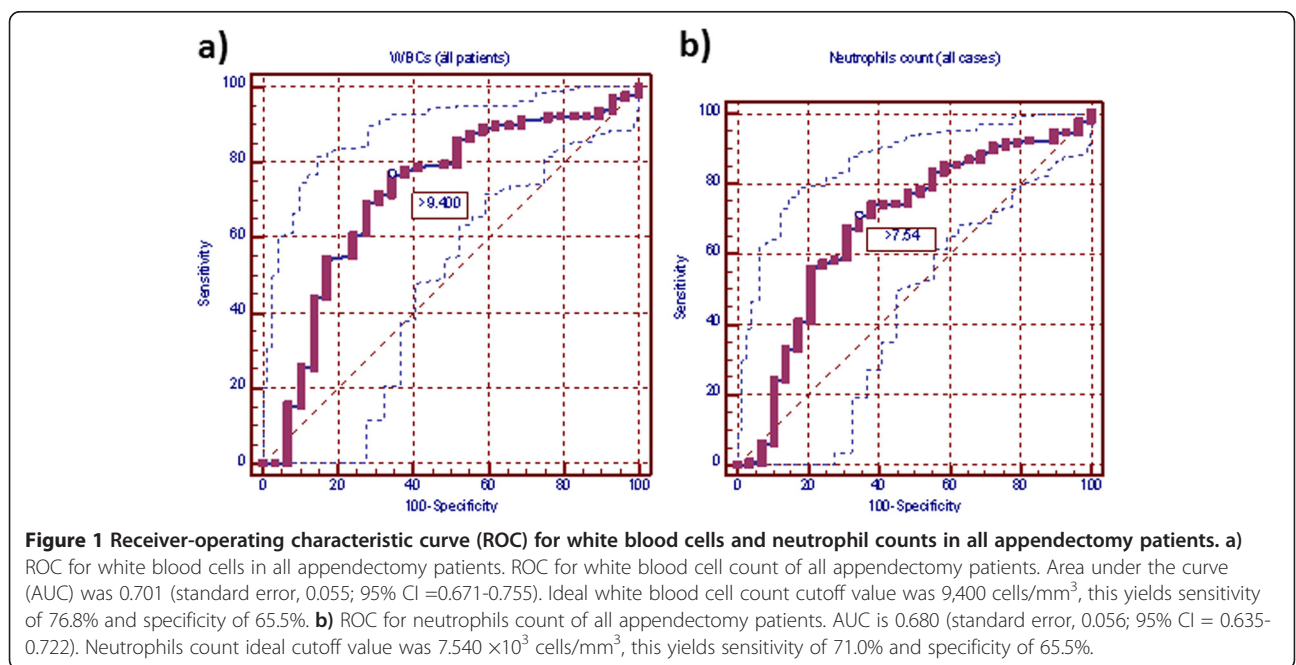 a)
WBCs (all patients)
100
80
60
40
20
0
Sensitivity
>9.400
0 20 40 60 80 100
100-Specificity
b)
Neutrophils count (all cases)
100
80
60
40
20
0
Sensitivity
>7.54
0 20 40 60 80 100
100-Specificity
Figure 1 Receiver-operating characteristic curve (ROC) for white blood cells and neutrophil counts in all appendectomy patients. a)
ROC for white blood cells in all appendectomy patients. ROC for white blood cell count of all appendectomy patients. Area under the curve
(AUC) was 0.701 (standard error, 0.055; 95% CI =0.671-0.755). Ideal white blood cell count cutoff value was 9,400 cells/mm³, this yields sensitivity
of 76.8% and specificity of 65.5%. b) ROC for neutrophils count of all appendectomy patients. AUC is 0.680 (standard error, 0.056; 95% CI = 0.635-
0.722). Neutrophils count ideal cutoff value was 7.540 ×10³ cells/mm³, this yields sensitivity of 71.0% and specificity of 65.5%.